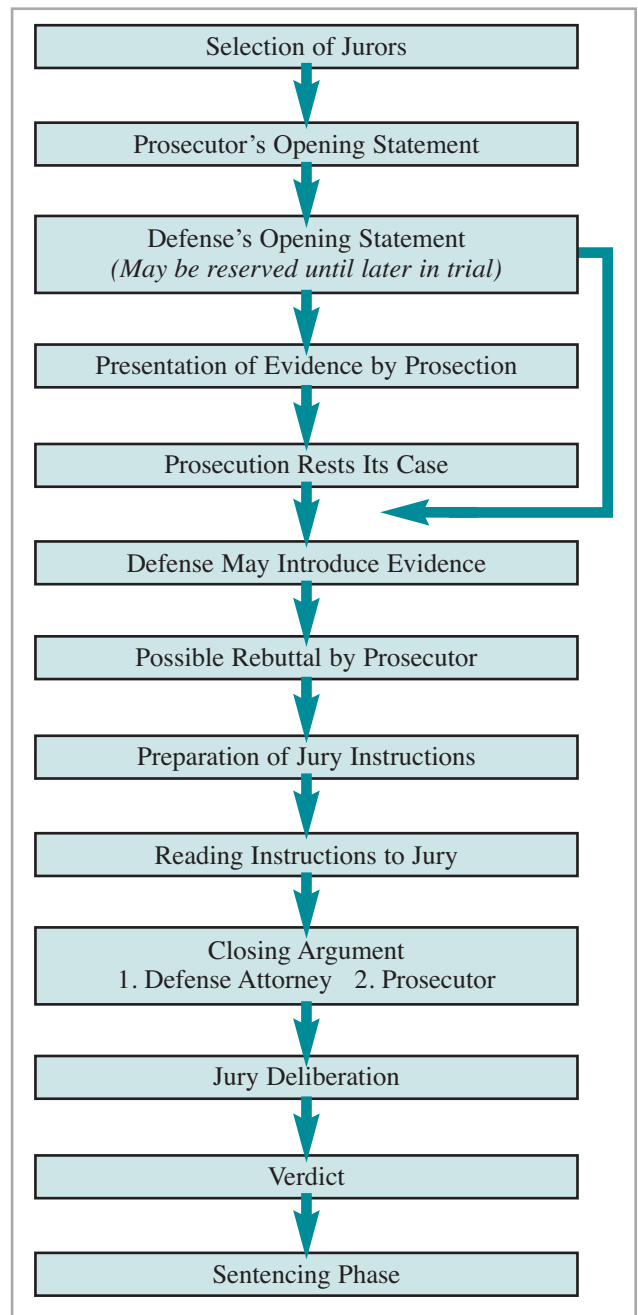 Selection of Jurors
Prosecutor’s Opening Statement
Defense’s Opening Statement
(May be reserved until later in trial)
Presentation of Evidence by Prosection
Prosecution Rests Its Case
Defense May Introduce Evidence
Possible Rebuttal by Prosecutor
Preparation of Jury Instructions
Reading Instructions to Jury
Closing Argument
1. Defense Attorney 2. Prosecutor
Jury Deliberation
Verdict
Sentencing Phase